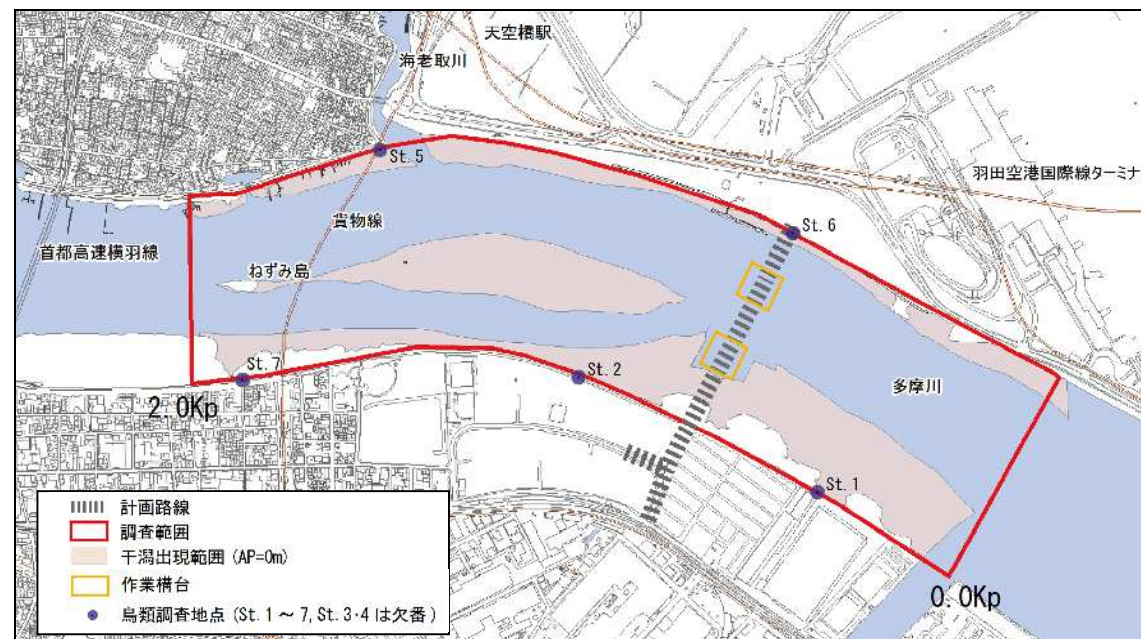 天空橋駅
海老取川
St.5
羽田空港国際線ターミナ
St.6
貨物線
首都高速横羽線
ねずみ島
St.7
St.2
多摩川
2.0Kp
St.1
0.0Kp
計画路線
調査範囲
干潟出現範囲(AP=0m)
作業構台
鳥類調査地点(St.1～7,St.3・4は欠番)